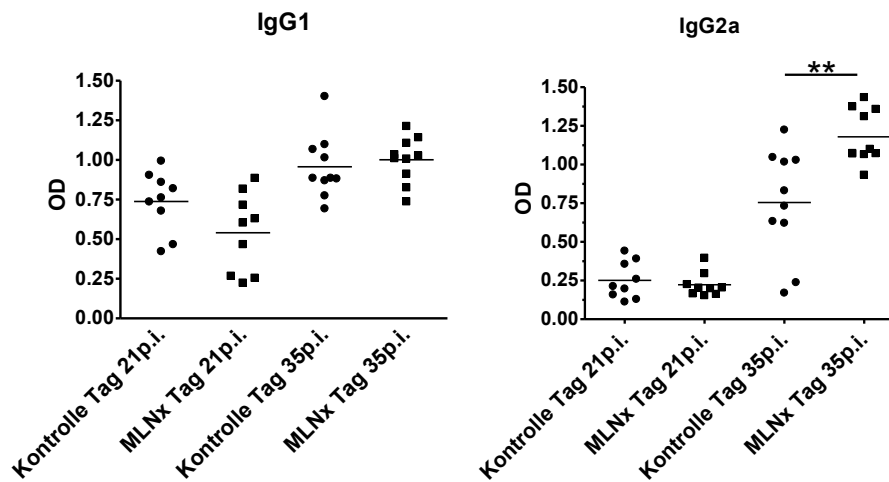 IgG1
OD
1.50
1.25
1.00
0.75
0.50
0.25
0.00
Kontrolle Tag 21p.i.
MLNx Tag 21p.i.
Kontrolle Tag 35p.i.
MLNx Tag 35p.i.
IgG2a
**
OD
1.50
1.25
1.00
0.75
0.50
0.25
0.00
Kontrolle Tag 21p.i.
MLNx Tag 21p.i.
Kontrolle Tag 35p.i.
MLNx Tag 35p.i.